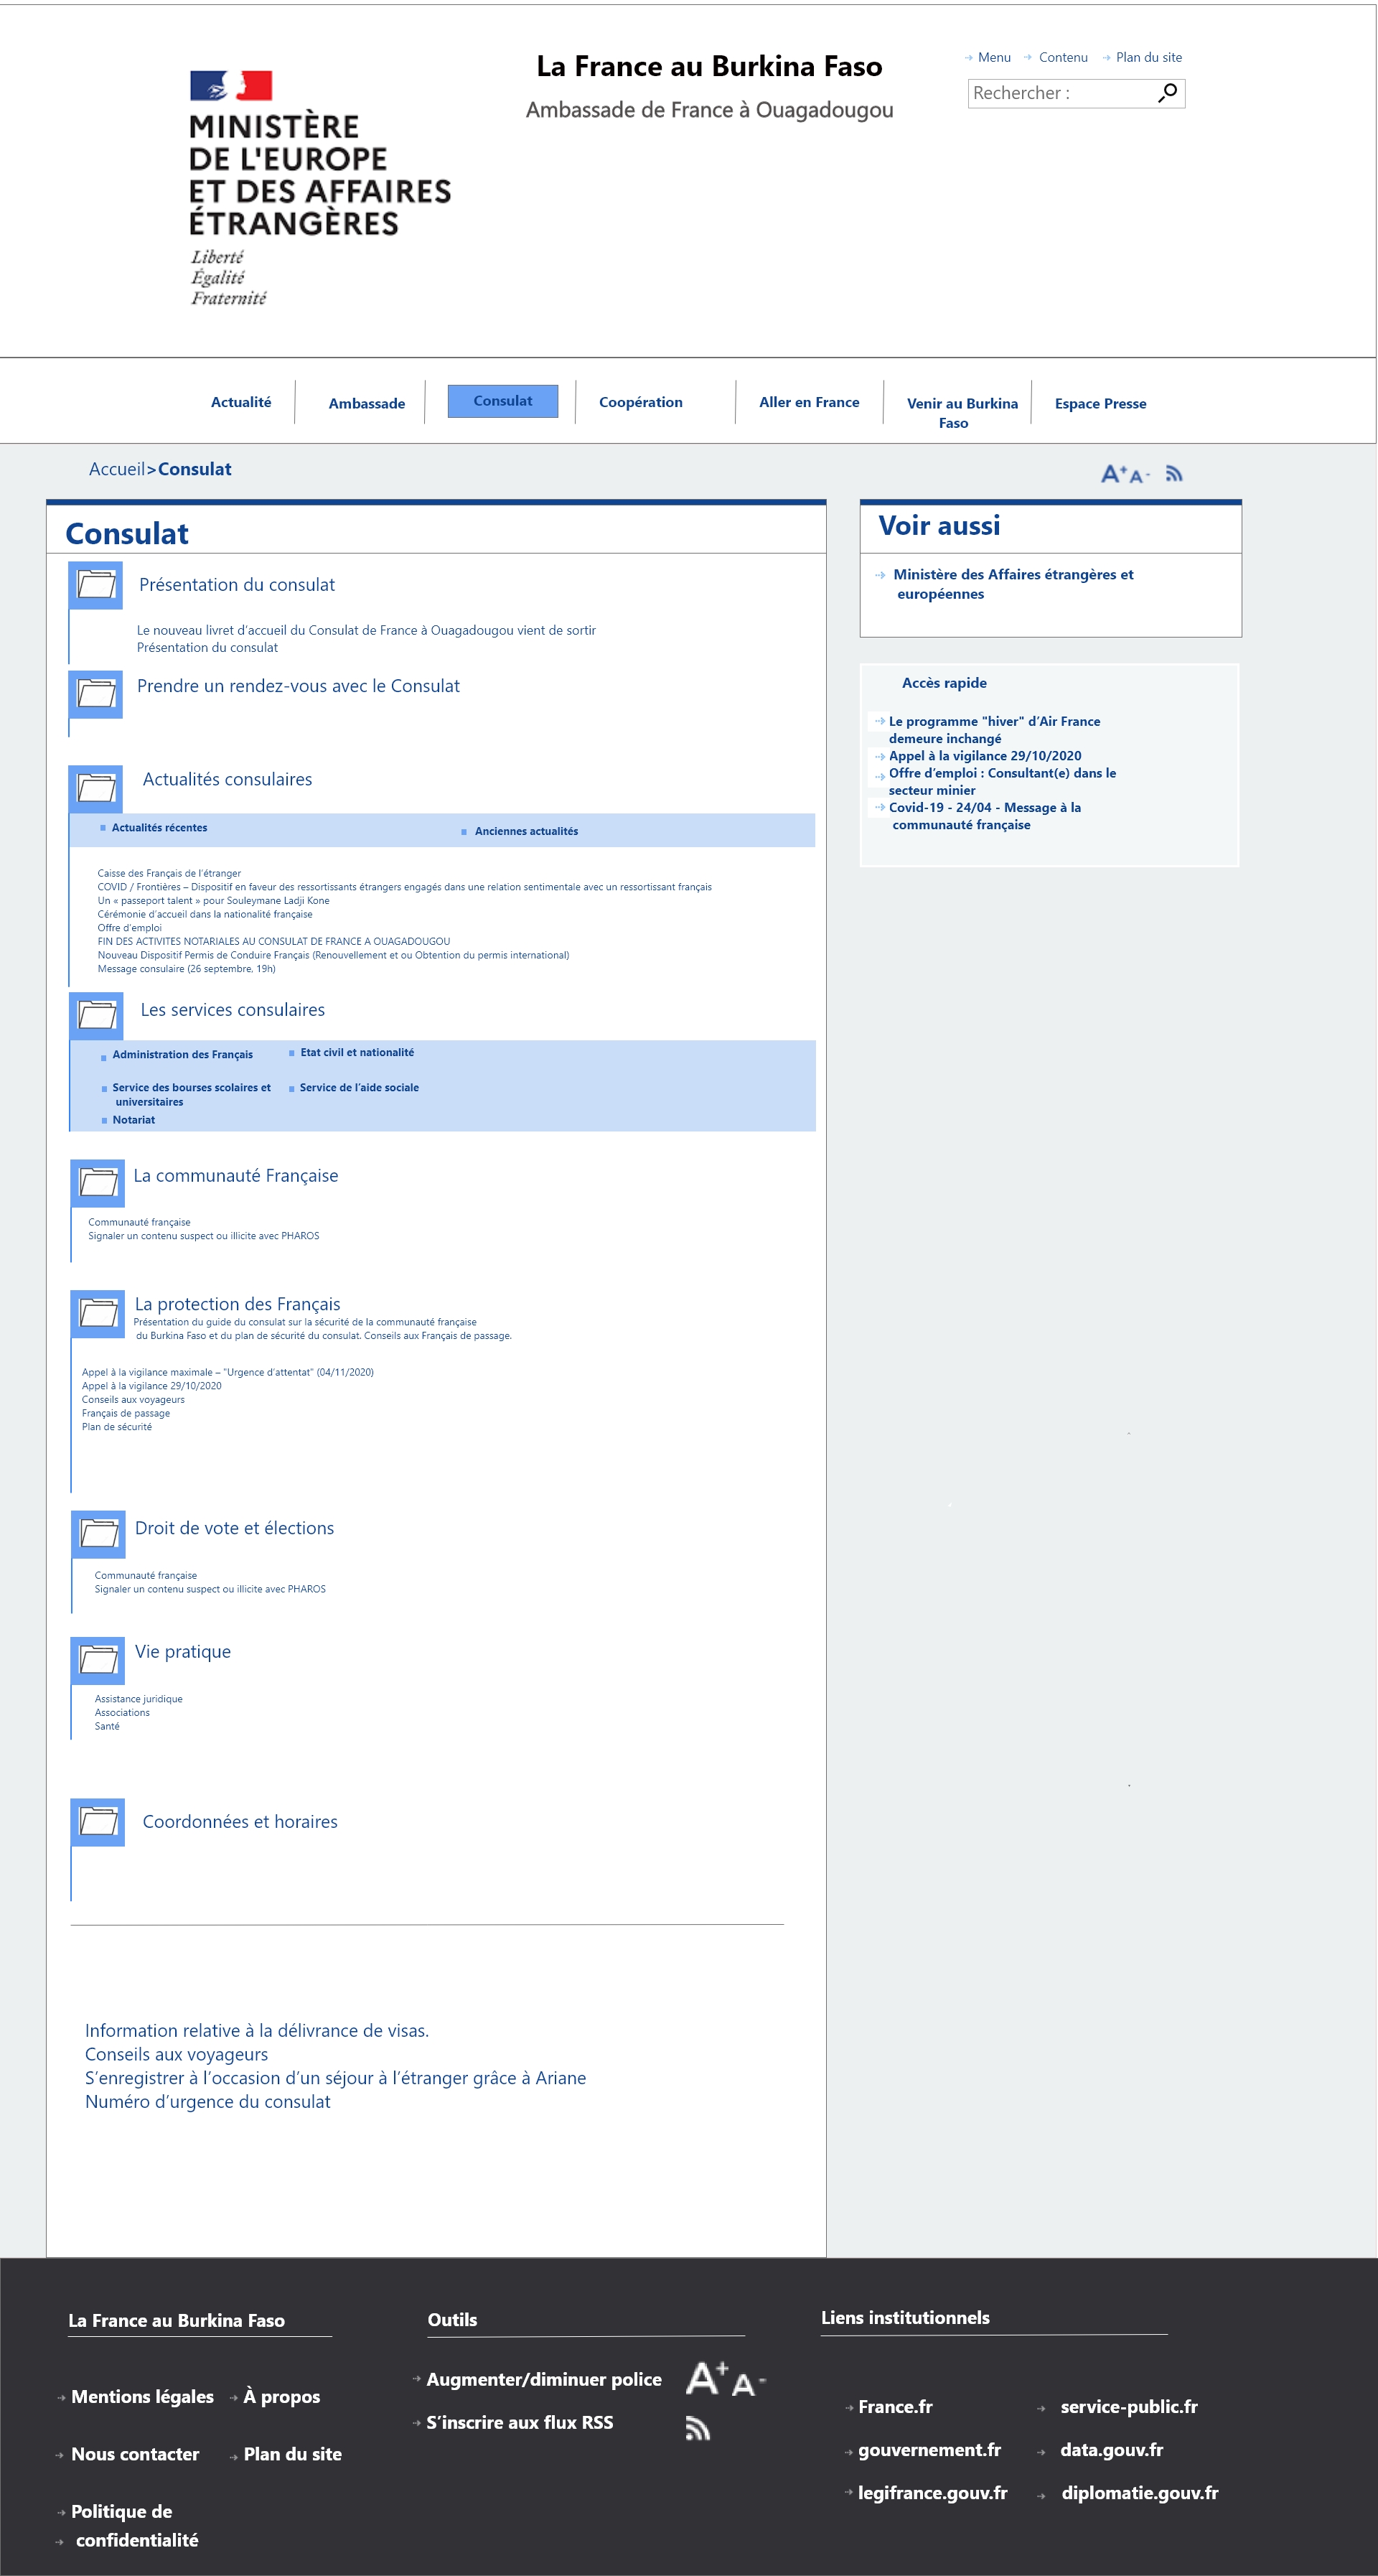 MINISTÈRE
DE L'EUROPE
ET DES AFFAIRES
ÉTRANGÈRES
Liberté
Égalité
Fraternité
La France au Burkina Faso
Ambassade de France à Ouagadougou
Menu Contenu Plan du site
Rechercher :
Actualité Ambassade Consulat Coopération Aller en France Venir au Burkina Espace Presse
Faso
Accueil>Consulat
A+ A-
Consulat
Présentation du consulat
Le nouveau livret d’accueil du Consulat de France à Ouagadougou vient de sortir
Présentation du consulat
Prendre un rendez-vous avec le Consulat
Actualités consulaires
Actualités récentes Anciennes actualités
Caisse des Français de l’étranger
COVID / Frontières – Dispositif en faveur des ressortissants étrangers engagés dans une relation sentimentale avec un ressortissant français
Un « passeport talent » pour Souleymane Ladji Kone
Cérémonie d’accueil dans la nationalité française
Offre d’emploi
FIN DES ACTIVITES NOTARIALES AU CONSULAT DE FRANCE A OUAGADOUGOU
Nouveau Dispositif Permis de Conduire Français (Renouvellement et ou Obtention du permis international)
Message consulaire (26 septembre, 19h)
Les services consulaires
Administration des Français Etat civil et nationalité
Service des bourses scolaires et Service de l’aide sociale
universitaires
Notariat
La communauté Française
Communauté française
Signaler un contenu suspect ou illicite avec PHAROS
La protection des Français
Présentation du guide du consulat sur la sécurité de la communauté française
du Burkina Faso et du plan de sécurité du consulat. Conseils aux Français de passage.
Appel à la vigilance maximale – "Urgence d’attentat" (04/11/2020)
Appel à la vigilance 29/10/2020
Conseils aux voyageurs
Français de passage
Plan de sécurité
Droit de vote et élections
Communauté française
Signaler un contenu suspect ou illicite avec PHAROS
Vie pratique
Assistance juridique
Associations
Santé
Coordonnées et horaires
Information relative à la délivrance de visas.
Conseils aux voyageurs
S’enregistrer à l’occasion d’un séjour à l’étranger grâce à Ariane
Numéro d’urgence du consulat
Voir aussi
Ministère des Affaires étrangères et
européennes
Accès rapide
Le programme "hiver" d’Air France
demeure inchangé
Appel à la vigilance 29/10/2020
Offre d’emploi : Consultant(e) dans le
secteur minier
Covid-19 - 24/04 - Message à la
communauté française
La France au Burkina Faso
Mentions légales À propos
Nous contacter Plan du site
Politique de
confidentialité
Outils
Augmenter/diminuer police A+ A-
S’inscrire aux flux RSS
Liens institutionnels
France.fr service-public.fr
gouvernement.fr data.gouv.fr
legifrance.gouv.fr diplomatie.gouv.fr